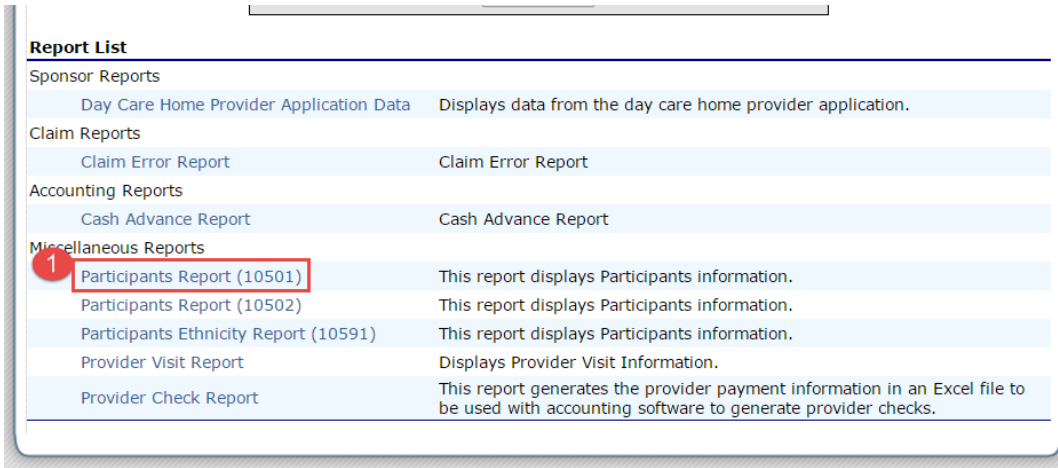 Report List
Sponsor Reports
Day Care Home Provider Application Data Displays data from the day care home provider application.
Claim Reports
Claim Error Report Claim Error Report
Accounting Reports
Cash Advance Report Cash Advance Report
Miscellaneous Reports
1
Participants Report (10501) This report displays Participants information.
Participants Report (10502) This report displays Participants information.
Participants Ethnicity Report (10591) This report displays Participants information.
Provider Visit Report Displays Provider Visit Information.
Provider Check Report This report generates the provider payment information in an Excel file to
be used with accounting software to generate provider checks.